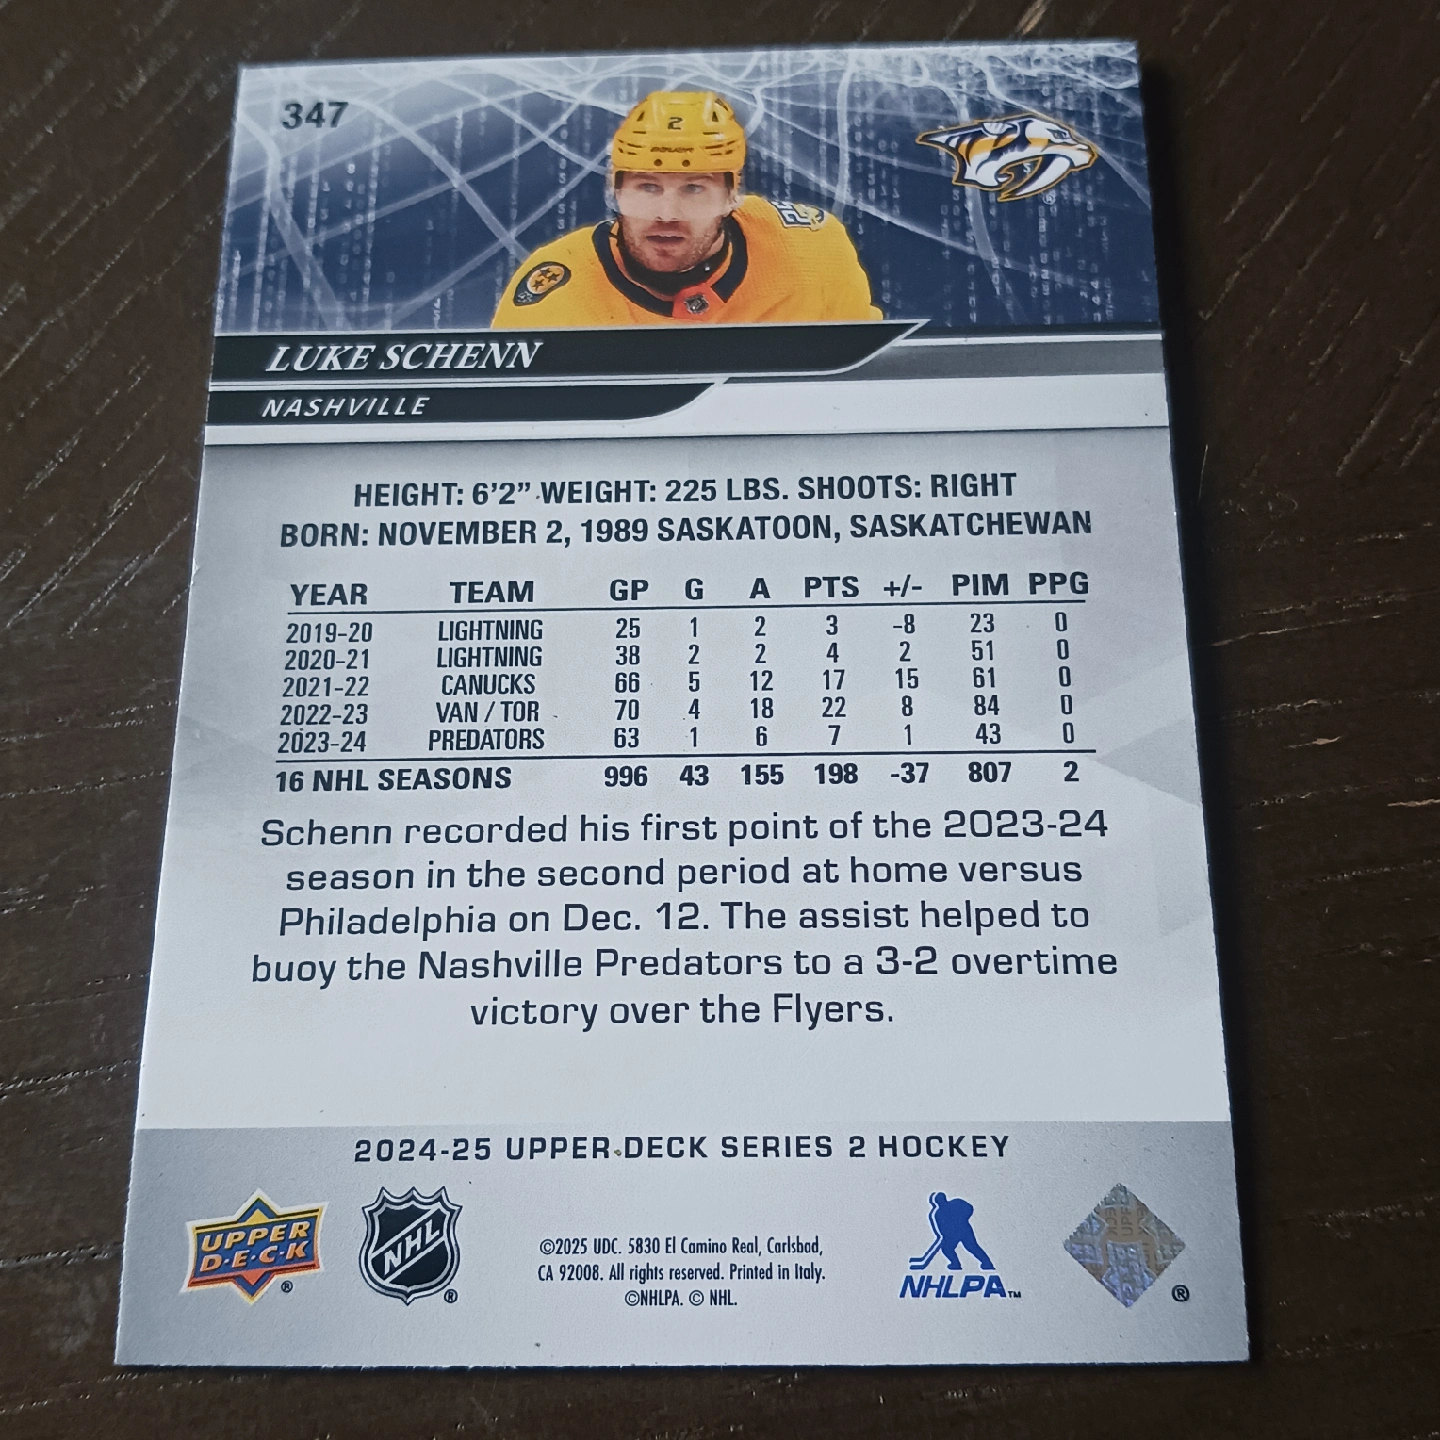 347
2
BAUER
LUKE SCHENN
NASHVILLE
HEIGHT: 6'2" WEIGHT: 225 LBS. SHOOTS: RIGHT
BORN: NOVEMBER 2, 1989 SASKATOON, SASKATCHEWAN
YEAR TEAM GP G A PTS +/- PIM PPG
2019-20 LIGHTNING 25 1 2 3 -8 23 0
2020-21 LIGHTNING 38 2 2 4 2 51 0
2021-22 CANUCKS 66 5 12 17 15 61 0
2022-23 VAN / TOR 70 4 18 22 8 84 0
2023-24 PREDATORS 63 1 6 7 1 43 0
16 NHL SEASONS 996 43 155 198 -37 807 2
Schenn recorded his first point of the 2023-24
season in the second period at home versus
Philadelphia on Dec. 12. The assist helped to
buoy the Nashville Predators to a 3-2 overtime
victory over the Flyers.
2024-25 UPPER DECK SERIES 2 HOCKEY
UPPER
D·E·C·K
®
NHL
®
©2025 UDC. 5830 El Camino Real, Carlsbad,
CA 92008. All rights reserved. Printed in Italy.
©NHLPA. © NHL.
NHLPA™
®